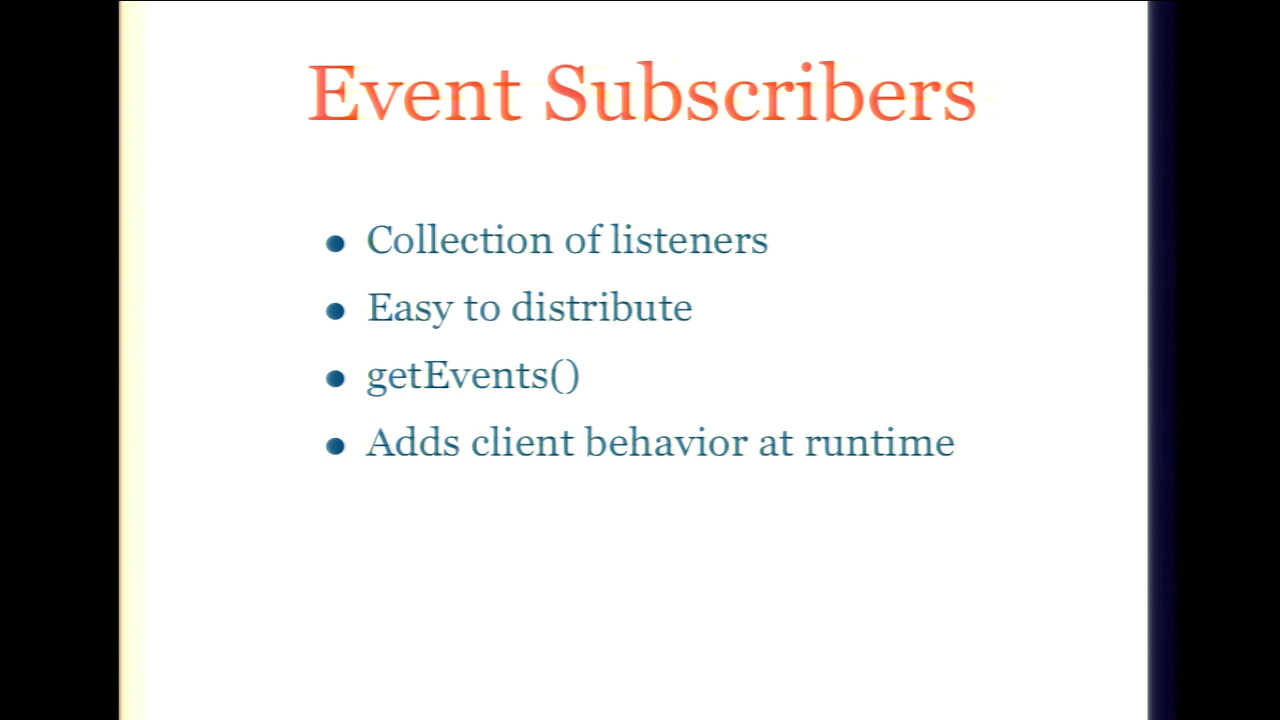 Event Subscribers
• Collection of listeners
• Easy to distribute
• getEvents()
• Adds client behavior at runtime